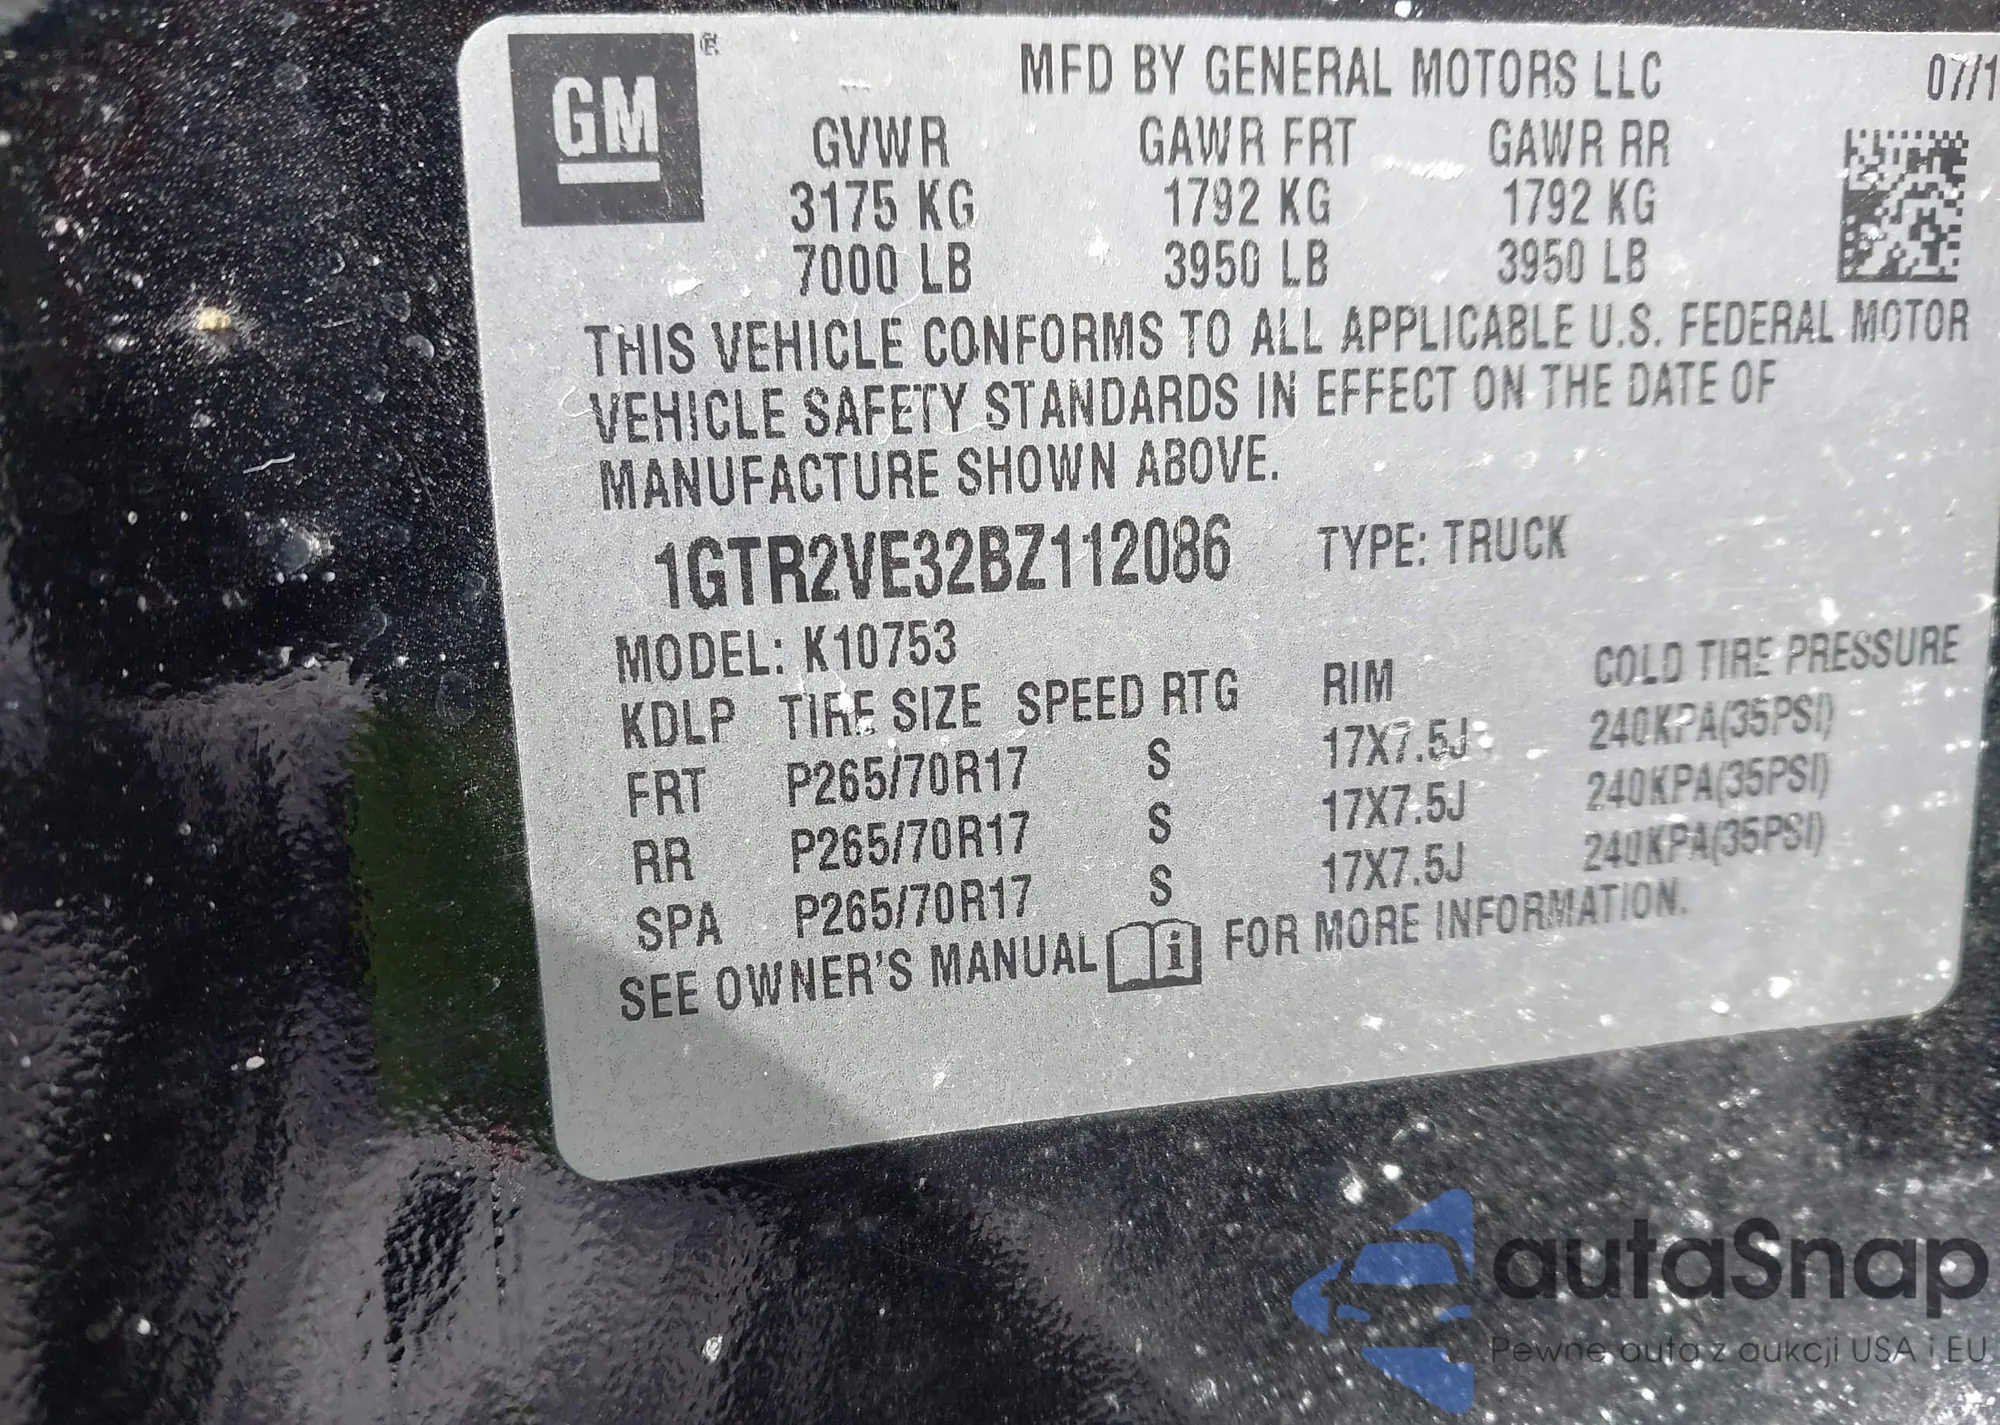 GM ®
MFD BY GENERAL MOTORS LLC 07/1
GVWR GAWR FRT GAWR RR
3175 KG 1792 KG 1792 KG
7000 LB 3950 LB 3950 LB
THIS VEHICLE CONFORMS TO ALL APPLICABLE U.S. FEDERAL MOTOR
VEHICLE SAFETY STANDARDS IN EFFECT ON THE DATE OF
MANUFACTURE SHOWN ABOVE.
1GTR2VE32BZ112086 TYPE: TRUCK
MODEL: K10753
KDLP TIRE SIZE SPEED RTG RIM COLD TIRE PRESSURE
FRT P265/70R17 S 17X7.5J 240KPA(35PSI)
RR P265/70R17 S 17X7.5J 240KPA(35PSI)
SPA P265/70R17 S 17X7.5J 240KPA(35PSI)
SEE OWNER'S MANUAL i FOR MORE INFORMATION.
autaSnap
Pewne auta z aukcji USA i EU